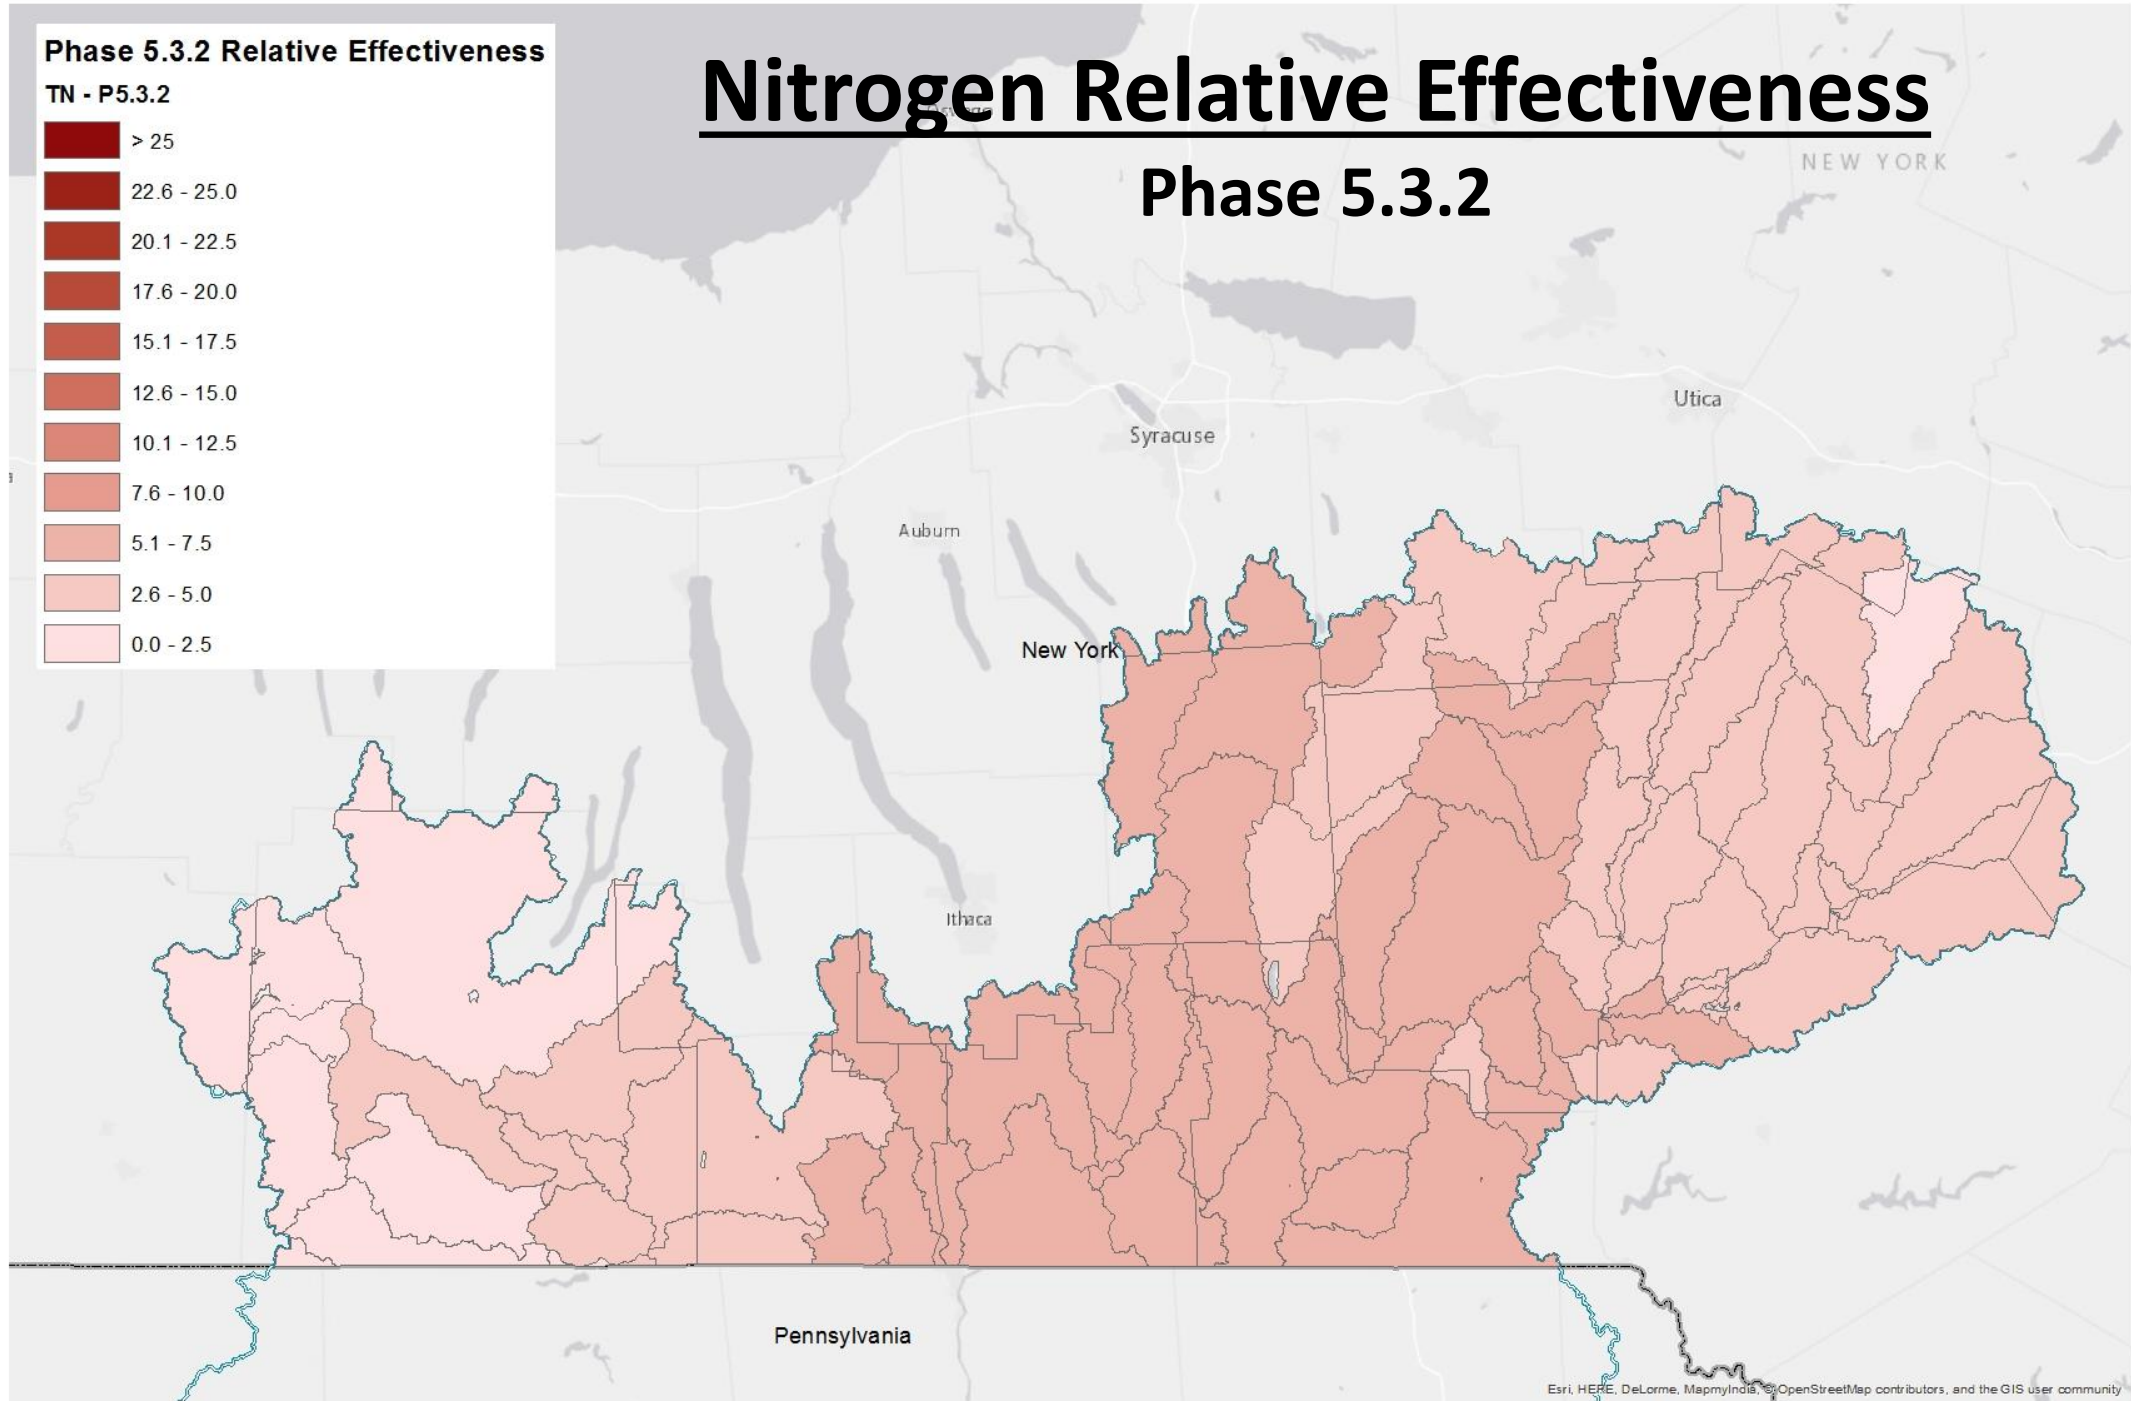 Phase 5.3.2 Relative Effectiveness
TN - P5.3.2
> 25
22.6 - 25.0
20.1 - 22.5
17.6 - 20.0
15.1 - 17.5
12.6 - 15.0
10.1 - 12.5
7.6 - 10.0
5.1 - 7.5
2.6 - 5.0
0.0 - 2.5
Nitrogen Relative Effectiveness
Phase 5.3.2
Oswego
NEW YORK
Utica
Syracuse
Auburn
New York
Ithaca
Pennsylvania
Esri, HERE, DeLorme, MapmyIndia, © OpenStreetMap contributors, and the GIS user community